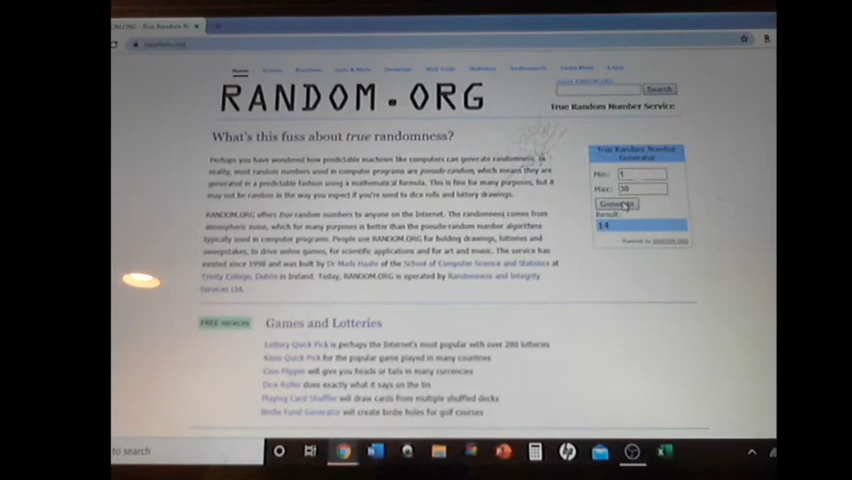 RANDOM.ORG
Search
True Random Number Service
What's this fuss about true randomness?
True Random Number
Generator
Perhaps you have wondered how predictable machines like computers can generate randomness. In
reality, most random numbers used in computer programs are pseudo-random, which means they are
generated in a predictable fashion using a mathematical formula. This is fine for many purposes, but it
may not be random in the way you expect if you're used to dice rolls and lottery drawings.
Min: 1
Max: 30
Generate
Result:
14
Powered by RANDOM.ORG
RANDOM.ORG offers true random numbers to anyone on the Internet. The randomness comes from
atmospheric noise, which for many purposes is better than the pseudo-random number algorithms
typically used in computer programs. People use RANDOM.ORG for holding drawings, lotteries and
sweepstakes, to drive online games, for scientific applications and for art and music. The service has
existed since 1998 and was built by Dr Mads Haahr of the School of Computer Science and Statistics at
Trinity College, Dublin in Ireland. Today, RANDOM.ORG is operated by Randomness and Integrity
Services Ltd.
FREE services
Games and Lotteries
Lottery Quick Pick is perhaps the Internet's most popular with over 280 lotteries
Keno Quick Pick for the popular game played in many countries
Coin Flipper will give you heads or tails in many currencies
Dice Roller does exactly what it says on the tin
Playing Card Shuffler will draw cards from multiple shuffled decks
Birdie Fund Generator will create birdie holes for golf courses
to search